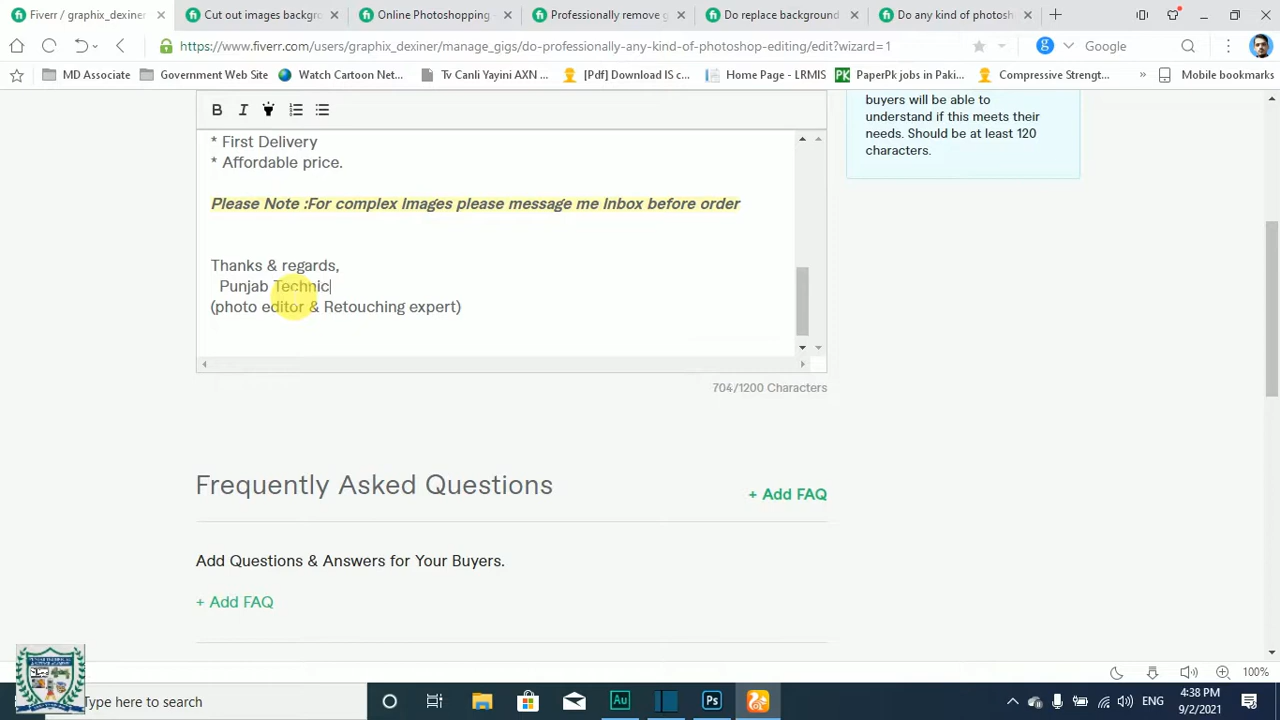 Fiverr / graphix_dexiner
Cut out images backgr
Online Photoshopping
Professionally remove
Do replace background
Do any kind of photosh
https://www.fiverr.com/users/graphix_dexiner/manage_gigs/do-professionally-any-kind-of-photoshop-editing/edit?wizard=1
Google
MD Associate
Government Web Site
Watch Cartoon Net...
Tv Canli Yayini AXN ...
[Pdf] Download IS c...
Home Page - LRMIS
PaperPk jobs in Paki...
Compressive Strengt...
»
Mobile bookmarks
buyers will be able to
understand if this meets their
needs. Should be at least 120
characters.
B I
* First Delivery
* Affordable price.
Please Note :For complex images please message me inbox before order
Thanks & regards,
Punjab Technic
(photo editor & Retouching expert)
704/1200 Characters
Frequently Asked Questions
+ Add FAQ
Add Questions & Answers for Your Buyers.
+ Add FAQ
100%
Type here to search
Au
Ps
ENG
4:38 PM
9/2/2021